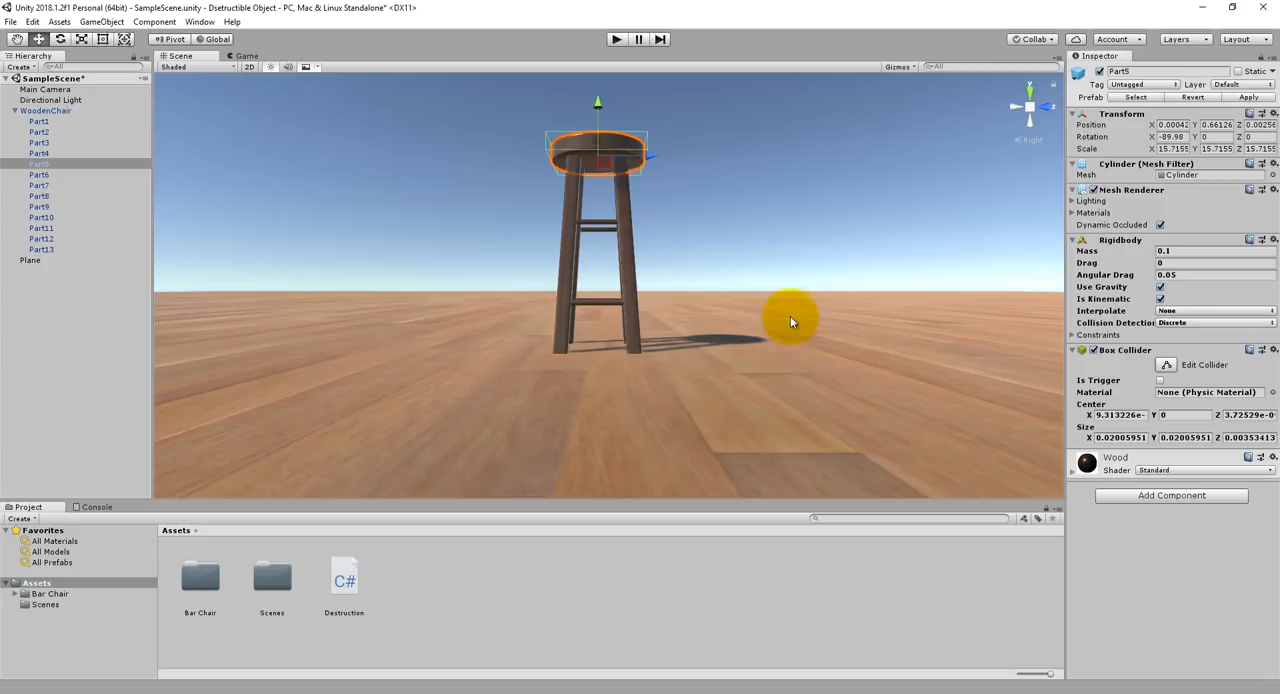 Unity 2018.1.2f1 Personal (64bit) - SampleScene.unity - Dsetructible Object - PC, Mac & Linux Standalone* <DX11>
File Edit Assets GameObject Component Window Help
Pivot Global Collab Account Layers Layout
Hierarchy Scene Game Inspector
Create All Shaded 2D Gizmos All Part5 Static
SampleScene*
Main Camera
Directional Light
WoodenChair
Part1
Part2
Part3
Part4
Part5
Part6
Part7
Part8
Part9
Part10
Part11
Part12
Part13
Plane
y
z
Right
Tag Untagged Layer Default
Prefab Select Revert Apply
Transform
Position X 0.00042 Y 0.66126 Z 0.00256
Rotation X -89.98 Y 0 Z 0
Scale X 15.7155 Y 15.7155 Z 15.7155
Cylinder (Mesh Filter)
Mesh Cylinder
Mesh Renderer
Lighting
Materials
Dynamic Occluded
Rigidbody
Mass 0.1
Drag 0
Angular Drag 0.05
Use Gravity
Is Kinematic
Interpolate None
Collision Detection Discrete
Constraints
Box Collider
Edit Collider
Is Trigger
Material None (Physic Material)
Center
X 9.313226e- Y 0 Z 3.72529e-0
Size
X 0.02005951 Y 0.02005951 Z 0.00353413
Wood
Shader Standard
Add Component
Project Console
Create
Favorites
All Materials
All Models
All Prefabs
Assets
Bar Chair
Scenes
Assets
C#
Bar Chair Scenes Destruction